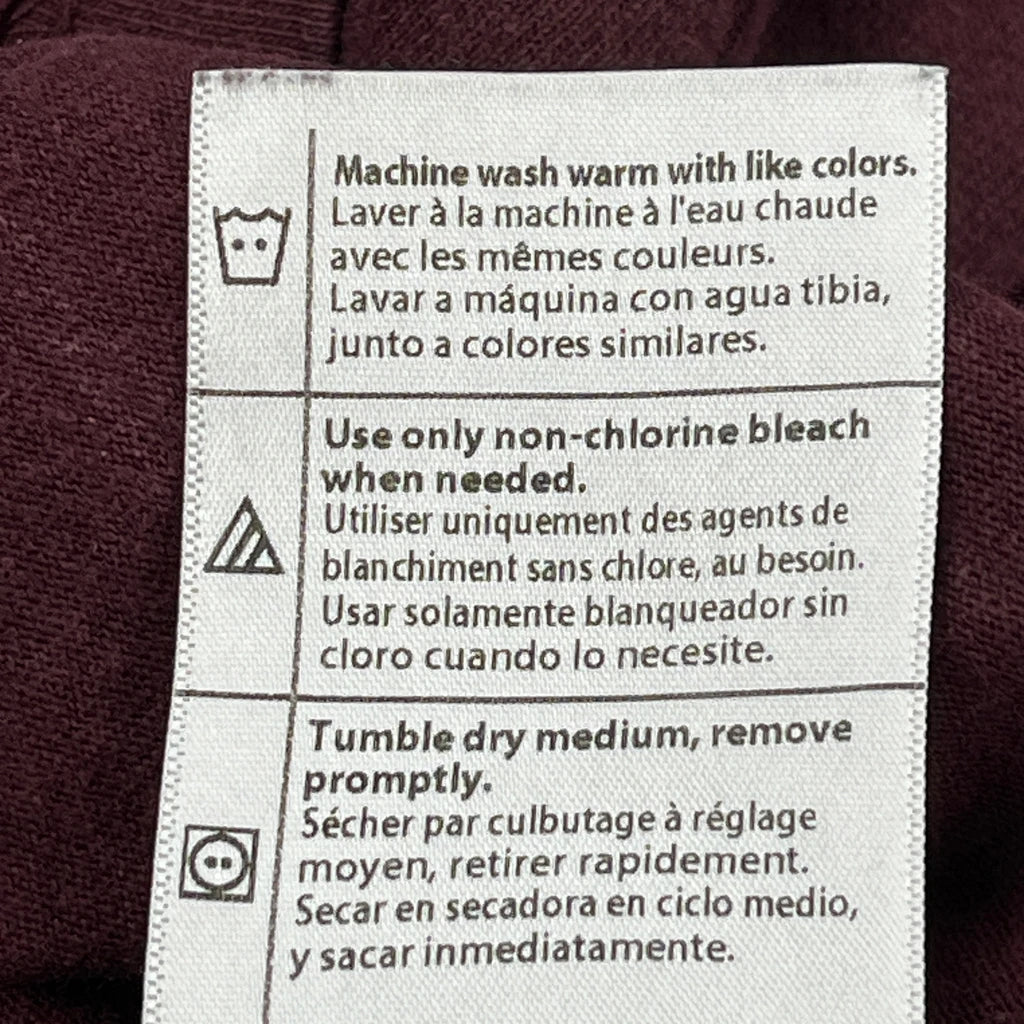 Machine wash warm with like colors.
Laver à la machine à l'eau chaude
avec les mêmes couleurs.
Lavar a máquina con agua tibia,
junto a colores similares.
Use only non-chlorine bleach
when needed.
Utiliser uniquement des agents de
blanchiment sans chlore, au besoin.
Usar solamente blanqueador sin
cloro cuando lo necesite.
Tumble dry medium, remove
promptly.
Sécher par culbutage à réglage
moyen, retirer rapidement.
Secar en secadora en ciclo medio,
y sacar inmediatamente.